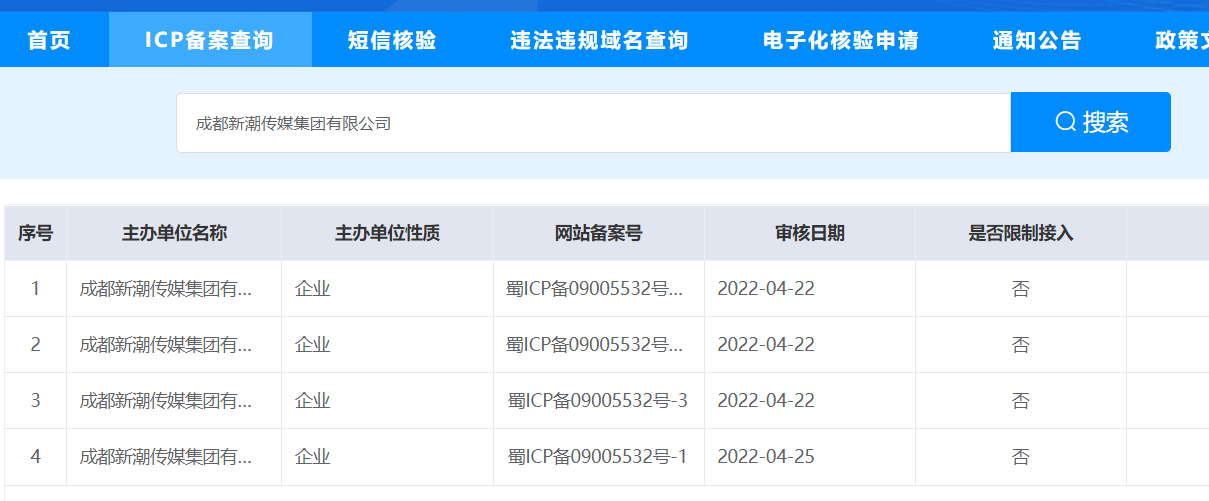 首页 ICP备案查询 短信核验 违法违规域名查询 电子化核验申请 通知公告 政策
成都新潮传媒集团有限公司 搜索
序号 主办单位名称 主办单位性质 网站备案号 审核日期 是否限制接入
1 成都新潮传媒集团有... 企业 蜀ICP备09005532号... 2022-04-22 否
2 成都新潮传媒集团有... 企业 蜀ICP备09005532号... 2022-04-22 否
3 成都新潮传媒集团有... 企业 蜀ICP备09005532号-3 2022-04-22 否
4 成都新潮传媒集团有... 企业 蜀ICP备09005532号-1 2022-04-25 否